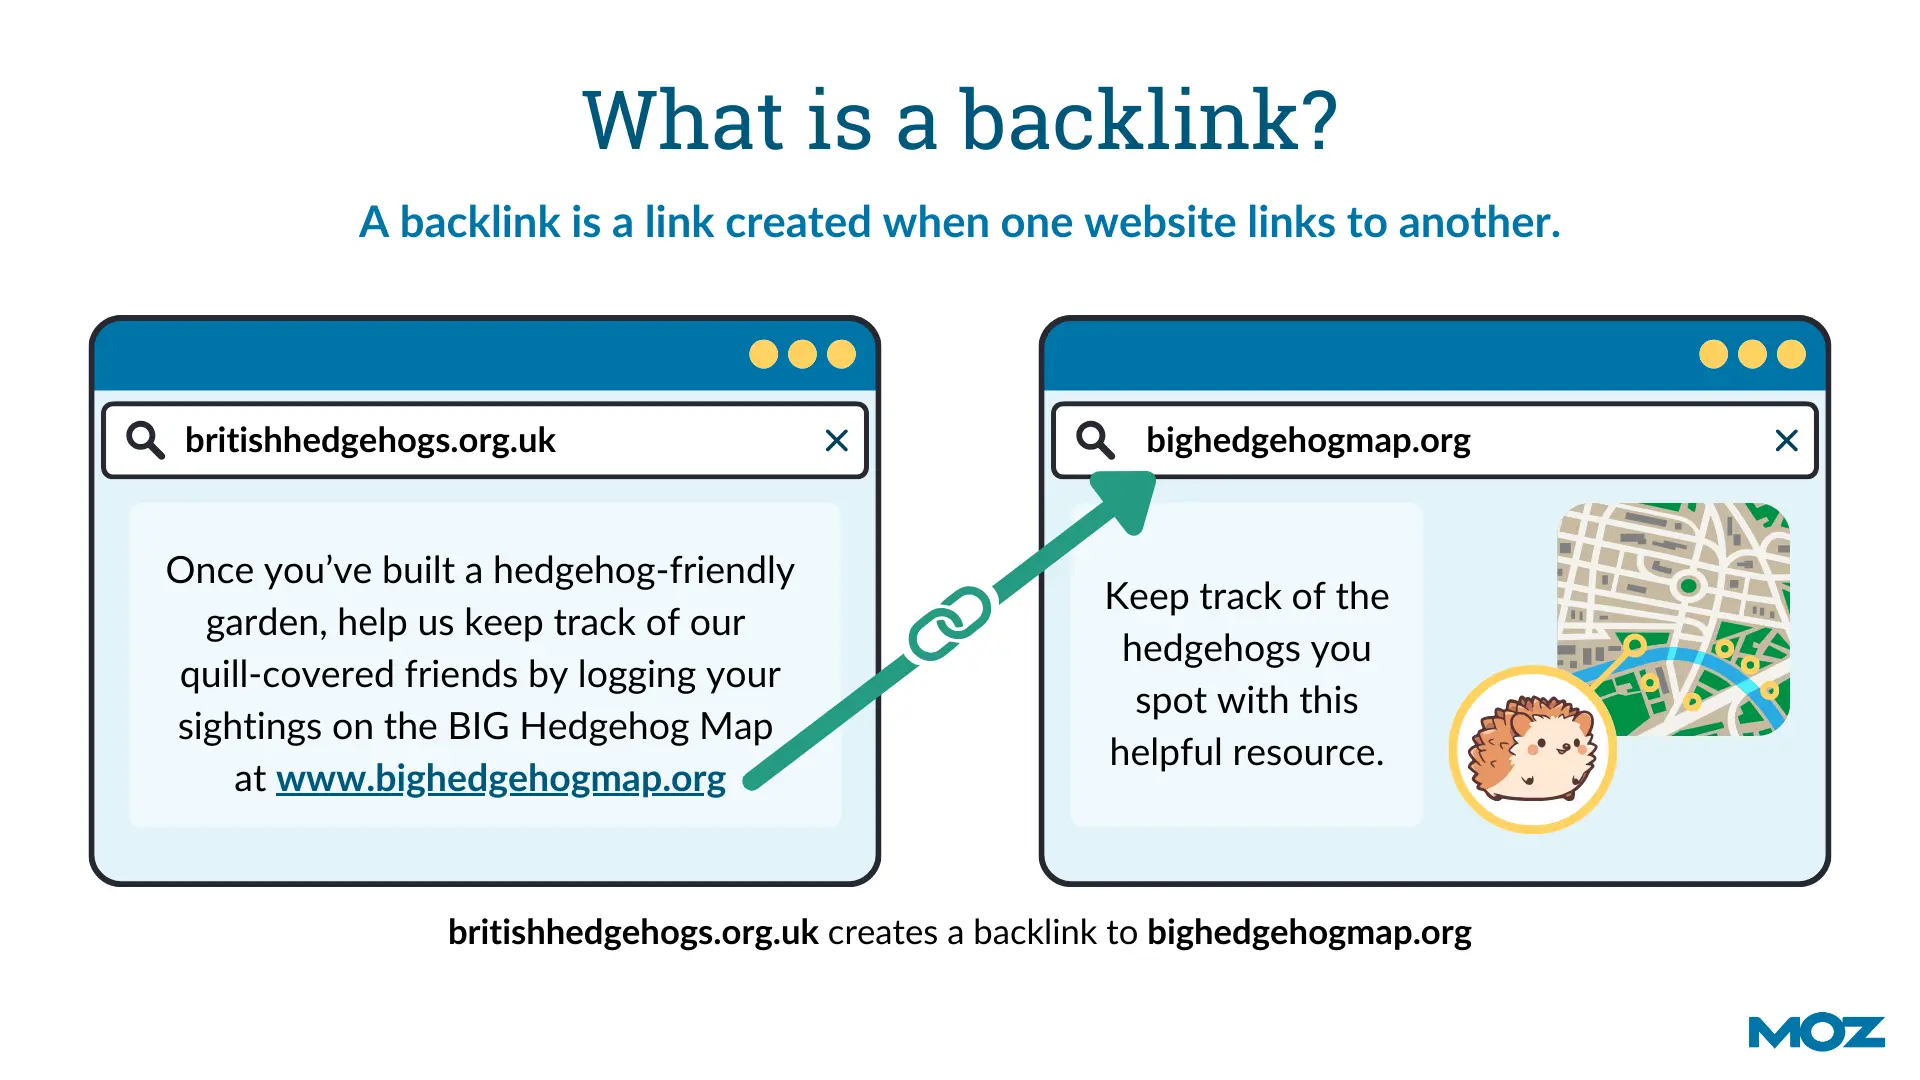 What is a backlink?
A backlink is a link created when one website links to another.
britishhedgehogs.org.uk
Once you’ve built a hedgehog-friendly
garden, help us keep track of our
quill-covered friends by logging your
sightings on the BIG Hedgehog Map
at www.bighedgehogmap.org
bighedgehogmap.org
Keep track of the
hedgehogs you
spot with this
helpful resource.
britishhedgehogs.org.uk creates a backlink to bighedgehogmap.org
MOZ